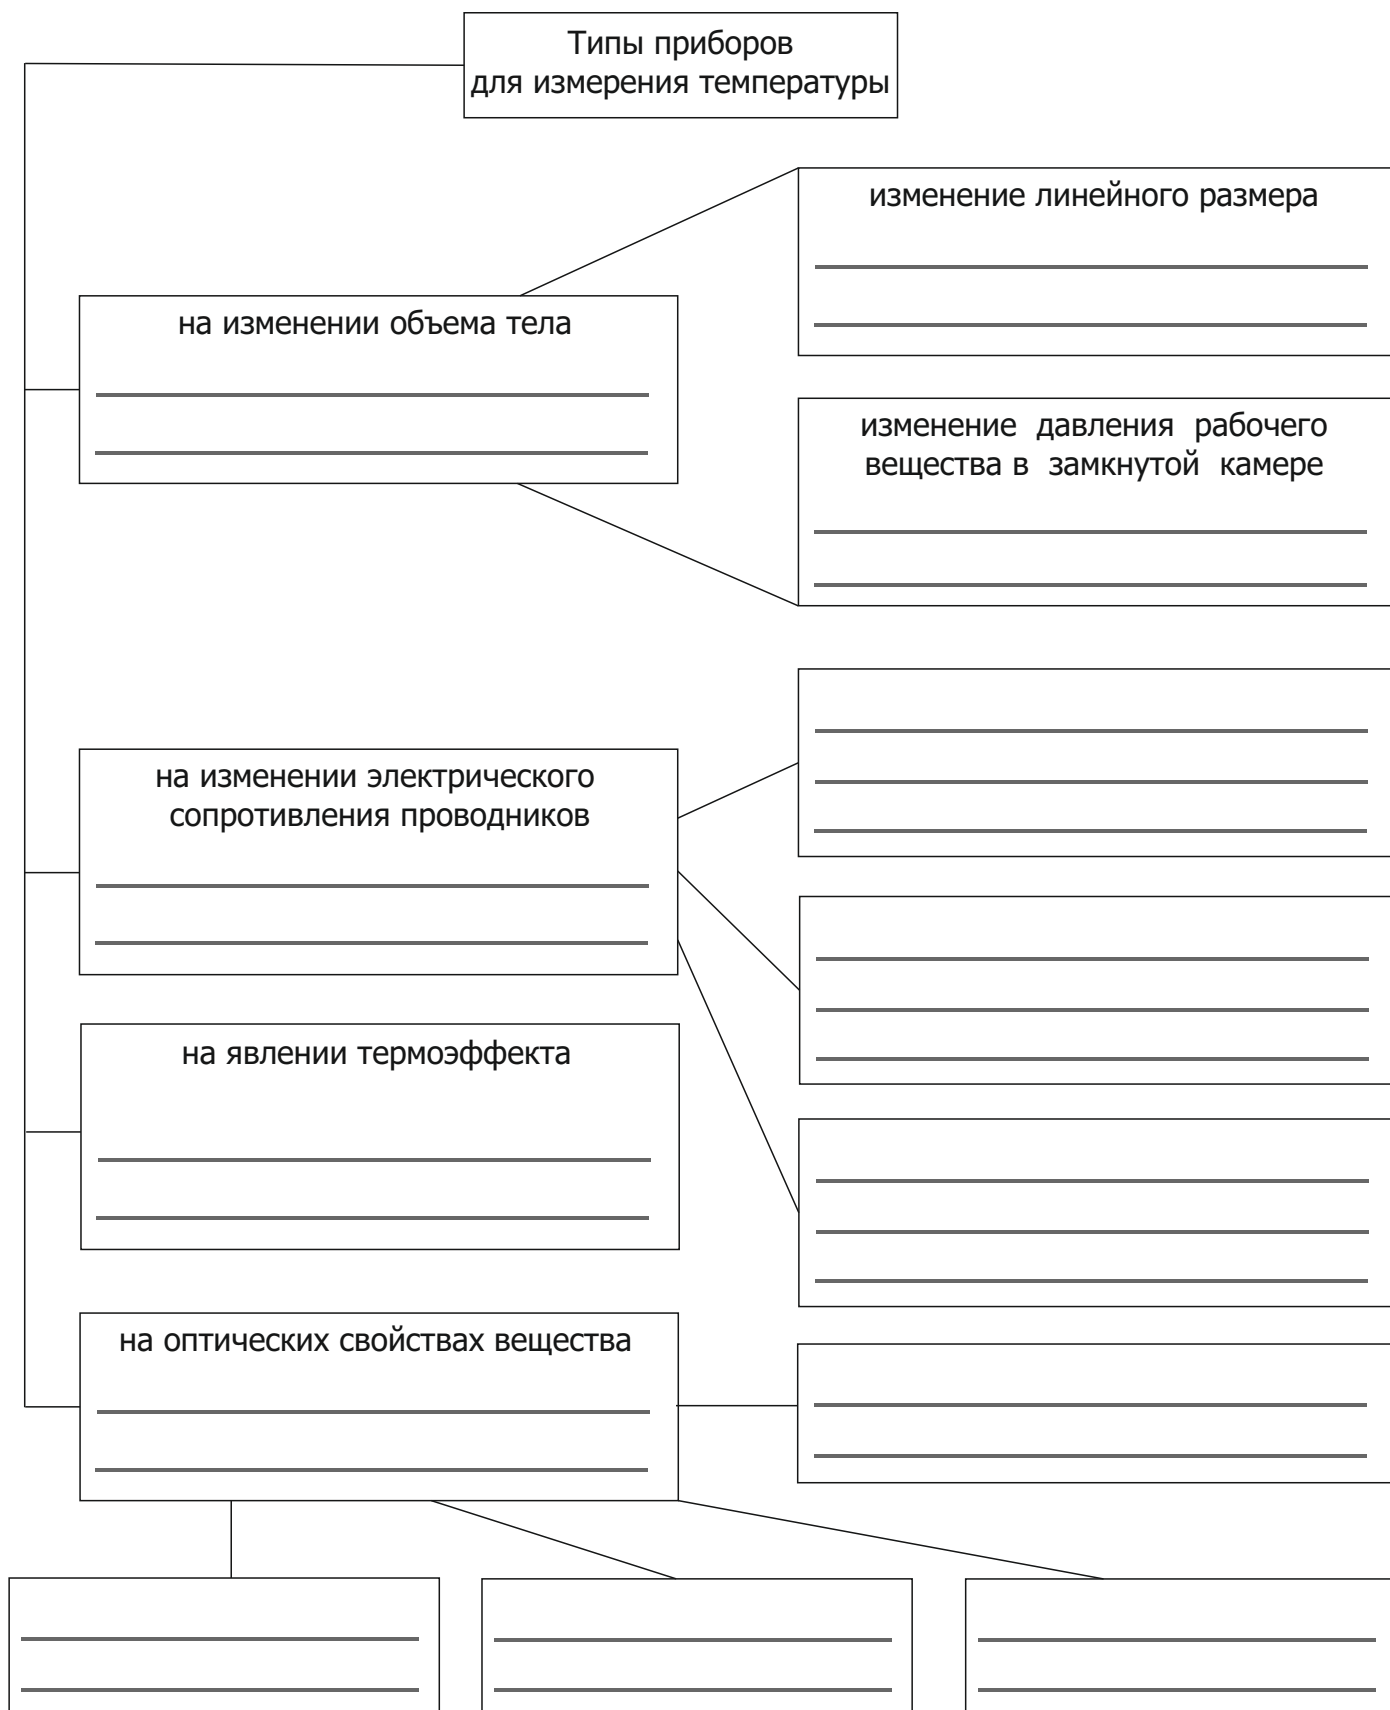 Типы приборов
для измерения температуры
изменение линейного размера
на изменении объема тела
изменение давления рабочего
вещества в замкнутой камере
на изменении электрического
сопротивления проводников
на явлении термоэффекта
на оптических свойствах вещества